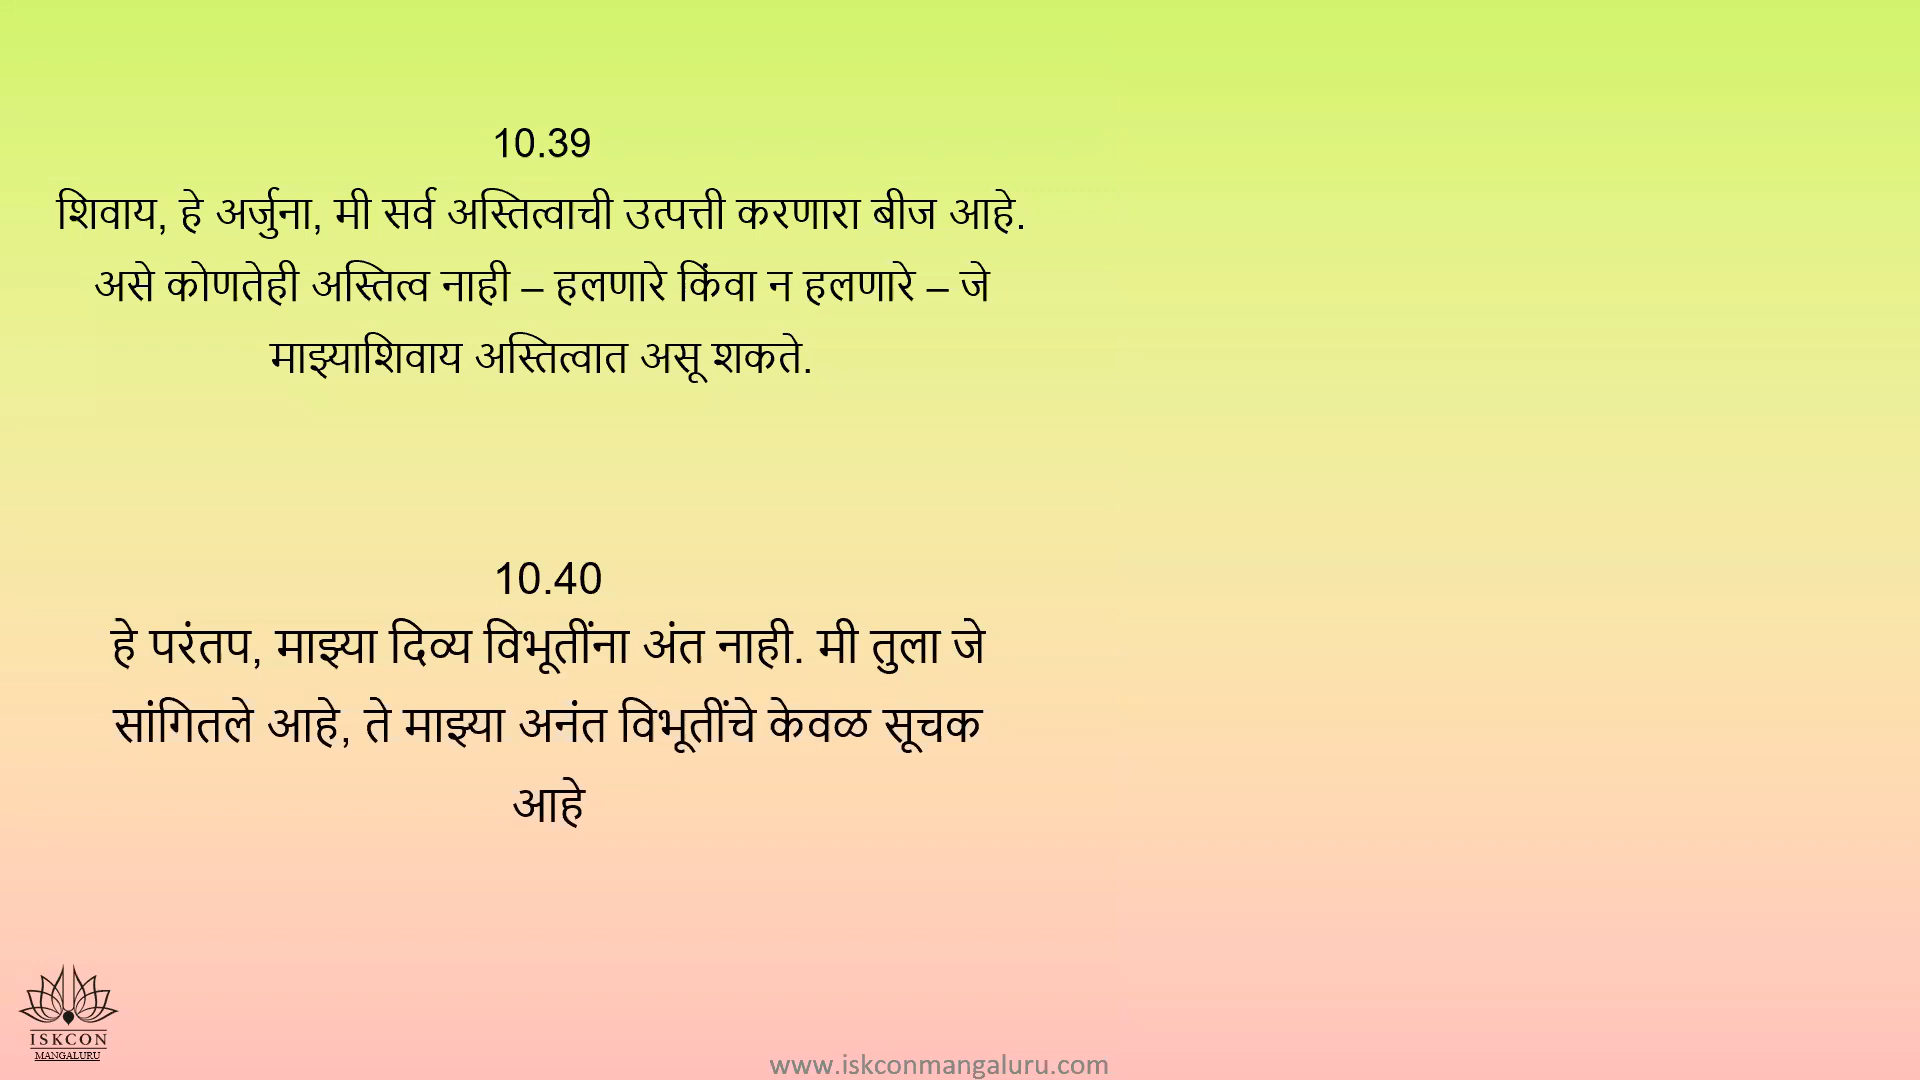 10.39
शिवाय, हे अर्जुना, मी सर्व अस्तित्वाची उत्पत्ती करणारा बीज आहे.
असे कोणतेही अस्तित्व नाही – हलणारे किंवा न हलणारे – जे
माझ्याशिवाय अस्तित्वात असू शकते.
10.40
हे परंतप, माझ्या दिव्य विभूतींना अंत नाही. मी तुला जे
सांगितले आहे, ते माझ्या अनंत विभूतींचे केवळ सूचक
आहे
ISKCON
MANGALURU
www.iskconmangaluru.com